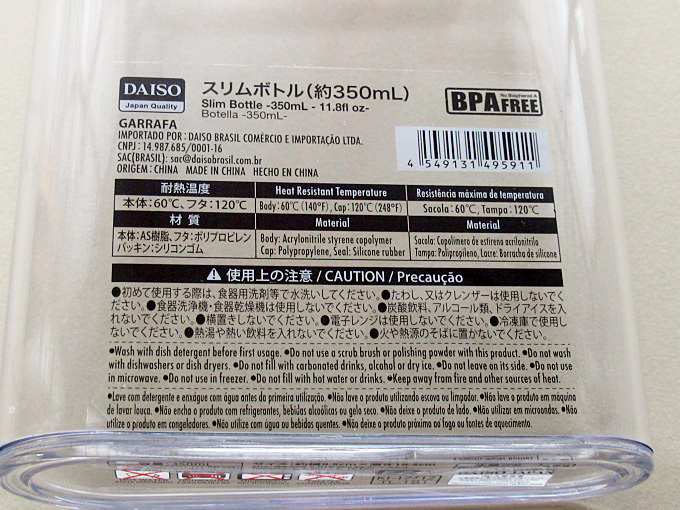 DAISO
Japan Quality
スリムボトル(約350mL)
Slim Bottle -350mL - 11.8fl oz-
Botella -350mL-
No Bisphenol A
BPA FREE
GARRAFA
IMPORTADO POR: DAISO BRASIL COMÉRCIO E IMPORTAÇÃO LTDA.
CNPJ: 14.987.685/0001-16
SAC(BRASIL): sac@daisobrasil.com.br
ORIGEM: CHINA MADE IN CHINA HECHO EN CHINA
4 549131 495911
耐熱温度 Heat Resistant Temperature Resistência máxima de temperatura
本体:60℃、フタ:120℃ Body: 60℃ (140°F), Cap: 120℃ (248°F) Sacola: 60℃, Tampa: 120℃
材質 Material Material
本体:AS樹脂、フタ:ポリプロピレン Body: Acrylonitrile styrene copolymer Sacola: Copolímero de estireno acrilonitrila
パッキン:シリコンゴム Cap: Polypropylene, Seal: Silicone rubber Tampa: Polipropileno, Lacre: Borracha de silicone
使用上の注意 / CAUTION / Precaução
●初めて使用する際は、食器用洗剤等で水洗いしてください。●たわし、又はクレンザーは使用しないでく
ださい。●食器洗浄機・食器乾燥機は使用しないでください。●炭酸飲料、アルコール類、ドライアイスを入
れないでください。●横置きしないでください。●電子レンジは使用しないでください。●冷凍庫で使用し
ないでください。●熱湯や熱い飲料を入れないでください。●火や熱源のそばに置かないでください。
●Wash with dish detergent before first usage. ●Do not use a scrub brush or polishing powder with this product. ●Do not wash
with dishwashers or dish dryers. ●Do not fill with carbonated drinks, alcohol or dry ice. ●Do not leave on its side. ●Do not use
in microwave. ●Do not use in freezer. ●Do not fill with hot water or drinks. ●Keep away from fire and other sources of heat.
●Lave com detergente e enxágue com água antes da primeira utilização. ●Não lave o produto utilizando escova ou limpador. ●Não lave o produto em máquina
de lavar louca. ●Não encha o produto com refrigerantes, bebidas alcoólicas ou gelo seco. ●Não deixe o produto de lado. ●Não utilizar em microondas. ●Não
utilize o produto em congeladores. ●Não utilize com água ou bebidas quentes. ●Não deixe o produto próximo ao fogo ou fontes de aquecimento.